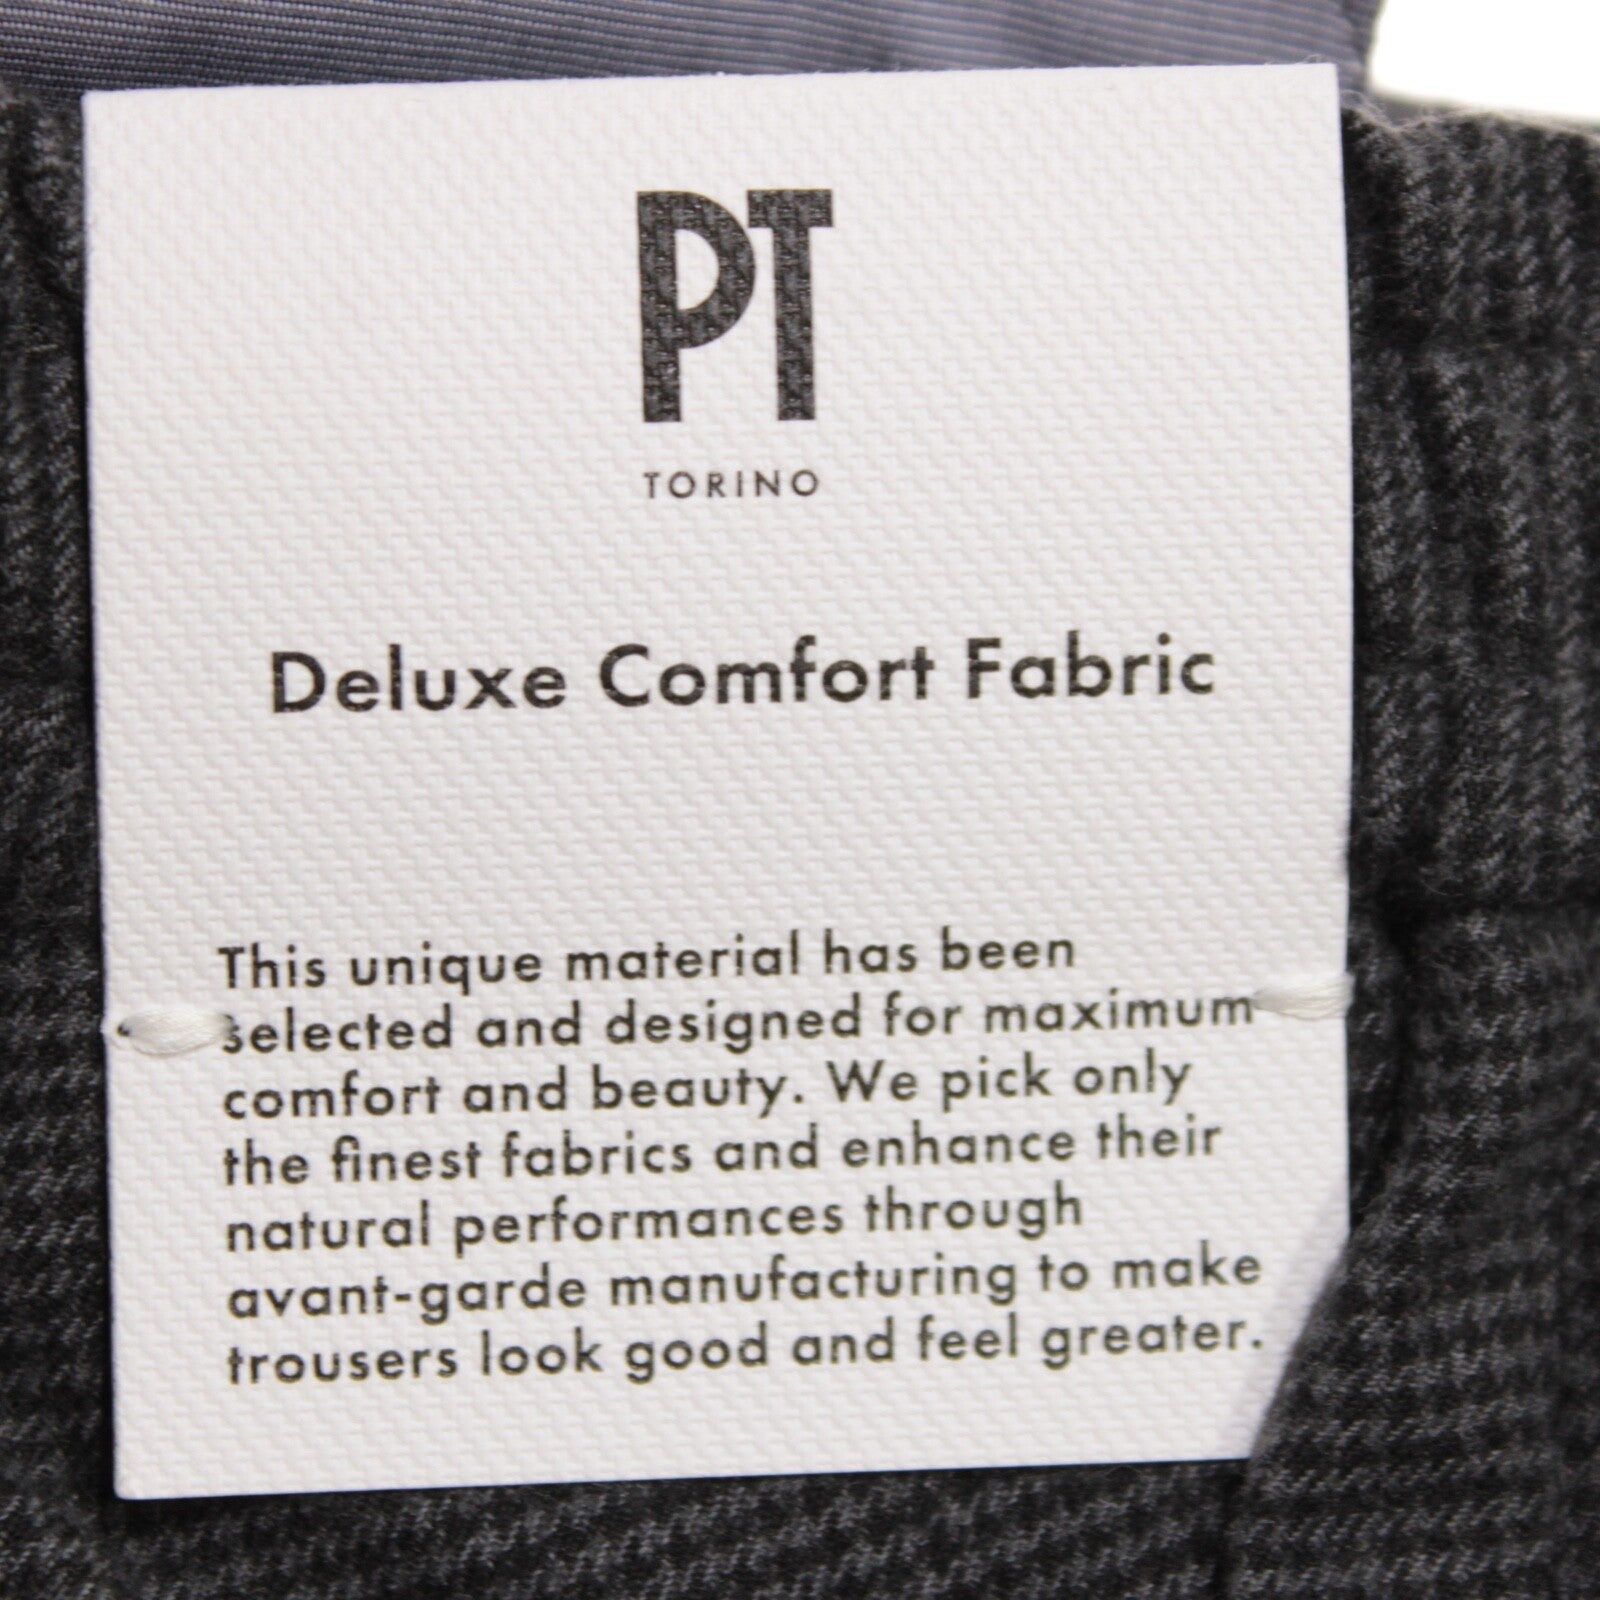 PT
TORINO
Deluxe Comfort Fabric
This unique material has been
selected and designed for maximum
comfort and beauty. We pick only
the finest fabrics and enhance their
natural performances through
avant-garde manufacturing to make
trousers look good and feel greater.